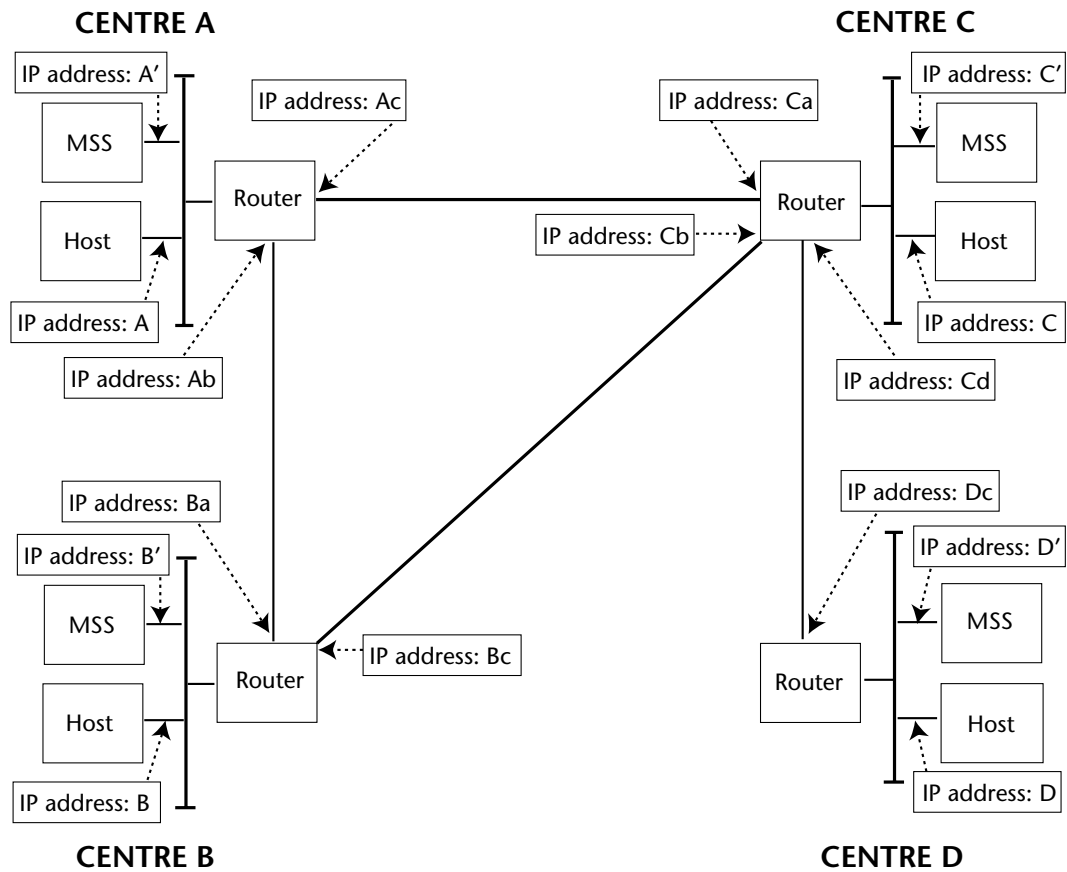 CENTRE A
CENTRE C
IP address: A′
IP address: Ac
IP address: Ca
IP address: C′
MSS
MSS
Router
Router
Host
IP address: Cb
Host
IP address: A
IP address: C
IP address: Ab
IP address: Cd
IP address: Ba
IP address: Dc
IP address: B′
IP address: D′
MSS
MSS
IP address: Bc
Router
Router
Host
Host
IP address: B
IP address: D
CENTRE B
CENTRE D